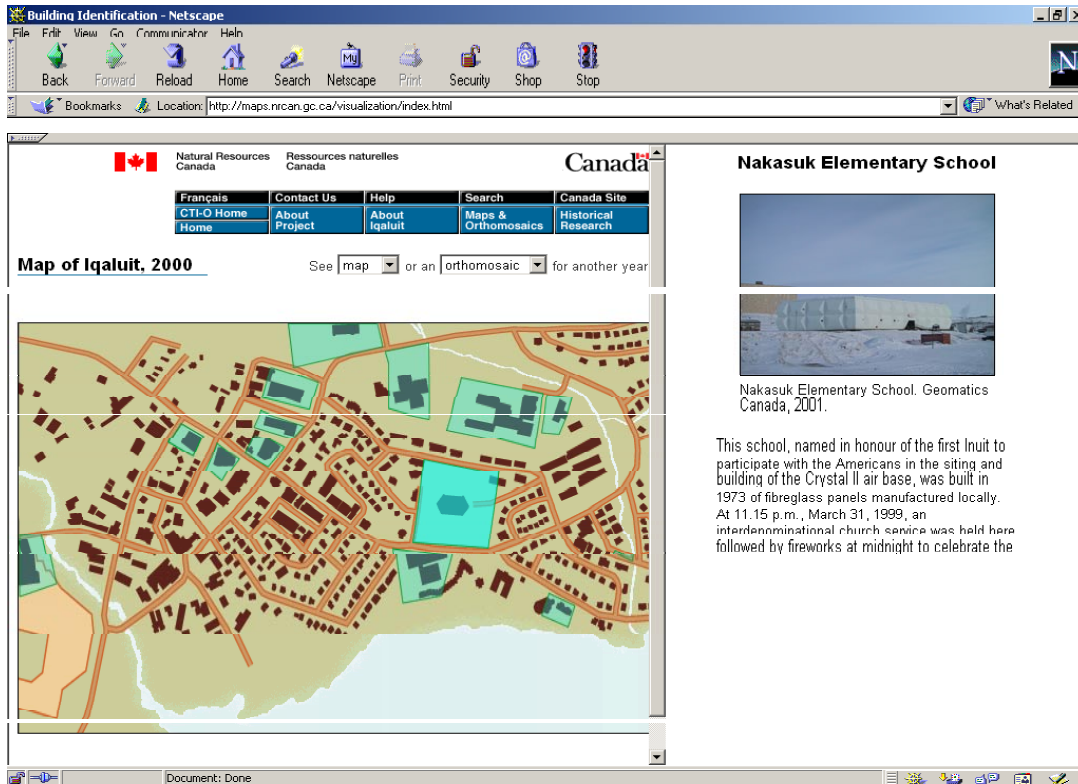 Building Identification - Netscape
File Edit View Go Communicator Help
My
N
Back Forward Reload Home Search Netscape Print Security Shop Stop
Bookmarks Location: http://maps.nrcan.gc.ca/visualization/index.html What's Related
Natural Resources Canada
Ressources naturelles Canada
Canada
Français Contact Us Help Search Canada Site
CTI-O Home
Home
About Project
About Iqaluit
Maps & Orthomosaics
Historical Research
Map of Iqaluit, 2000
See map or an orthomosaic for another year
Nakasuk Elementary School
Nakasuk Elementary School. Geomatics
Canada, 2001.
This school, named in honour of the first Inuit to
participate with the Americans in the siting and
building of the Crystal II air base, was built in
1973 of fibreglass panels manufactured locally.
At 11.15 p.m., March 31, 1999, an
interdenominational church service was held here
followed by fireworks at midnight to celebrate the
Document: Done